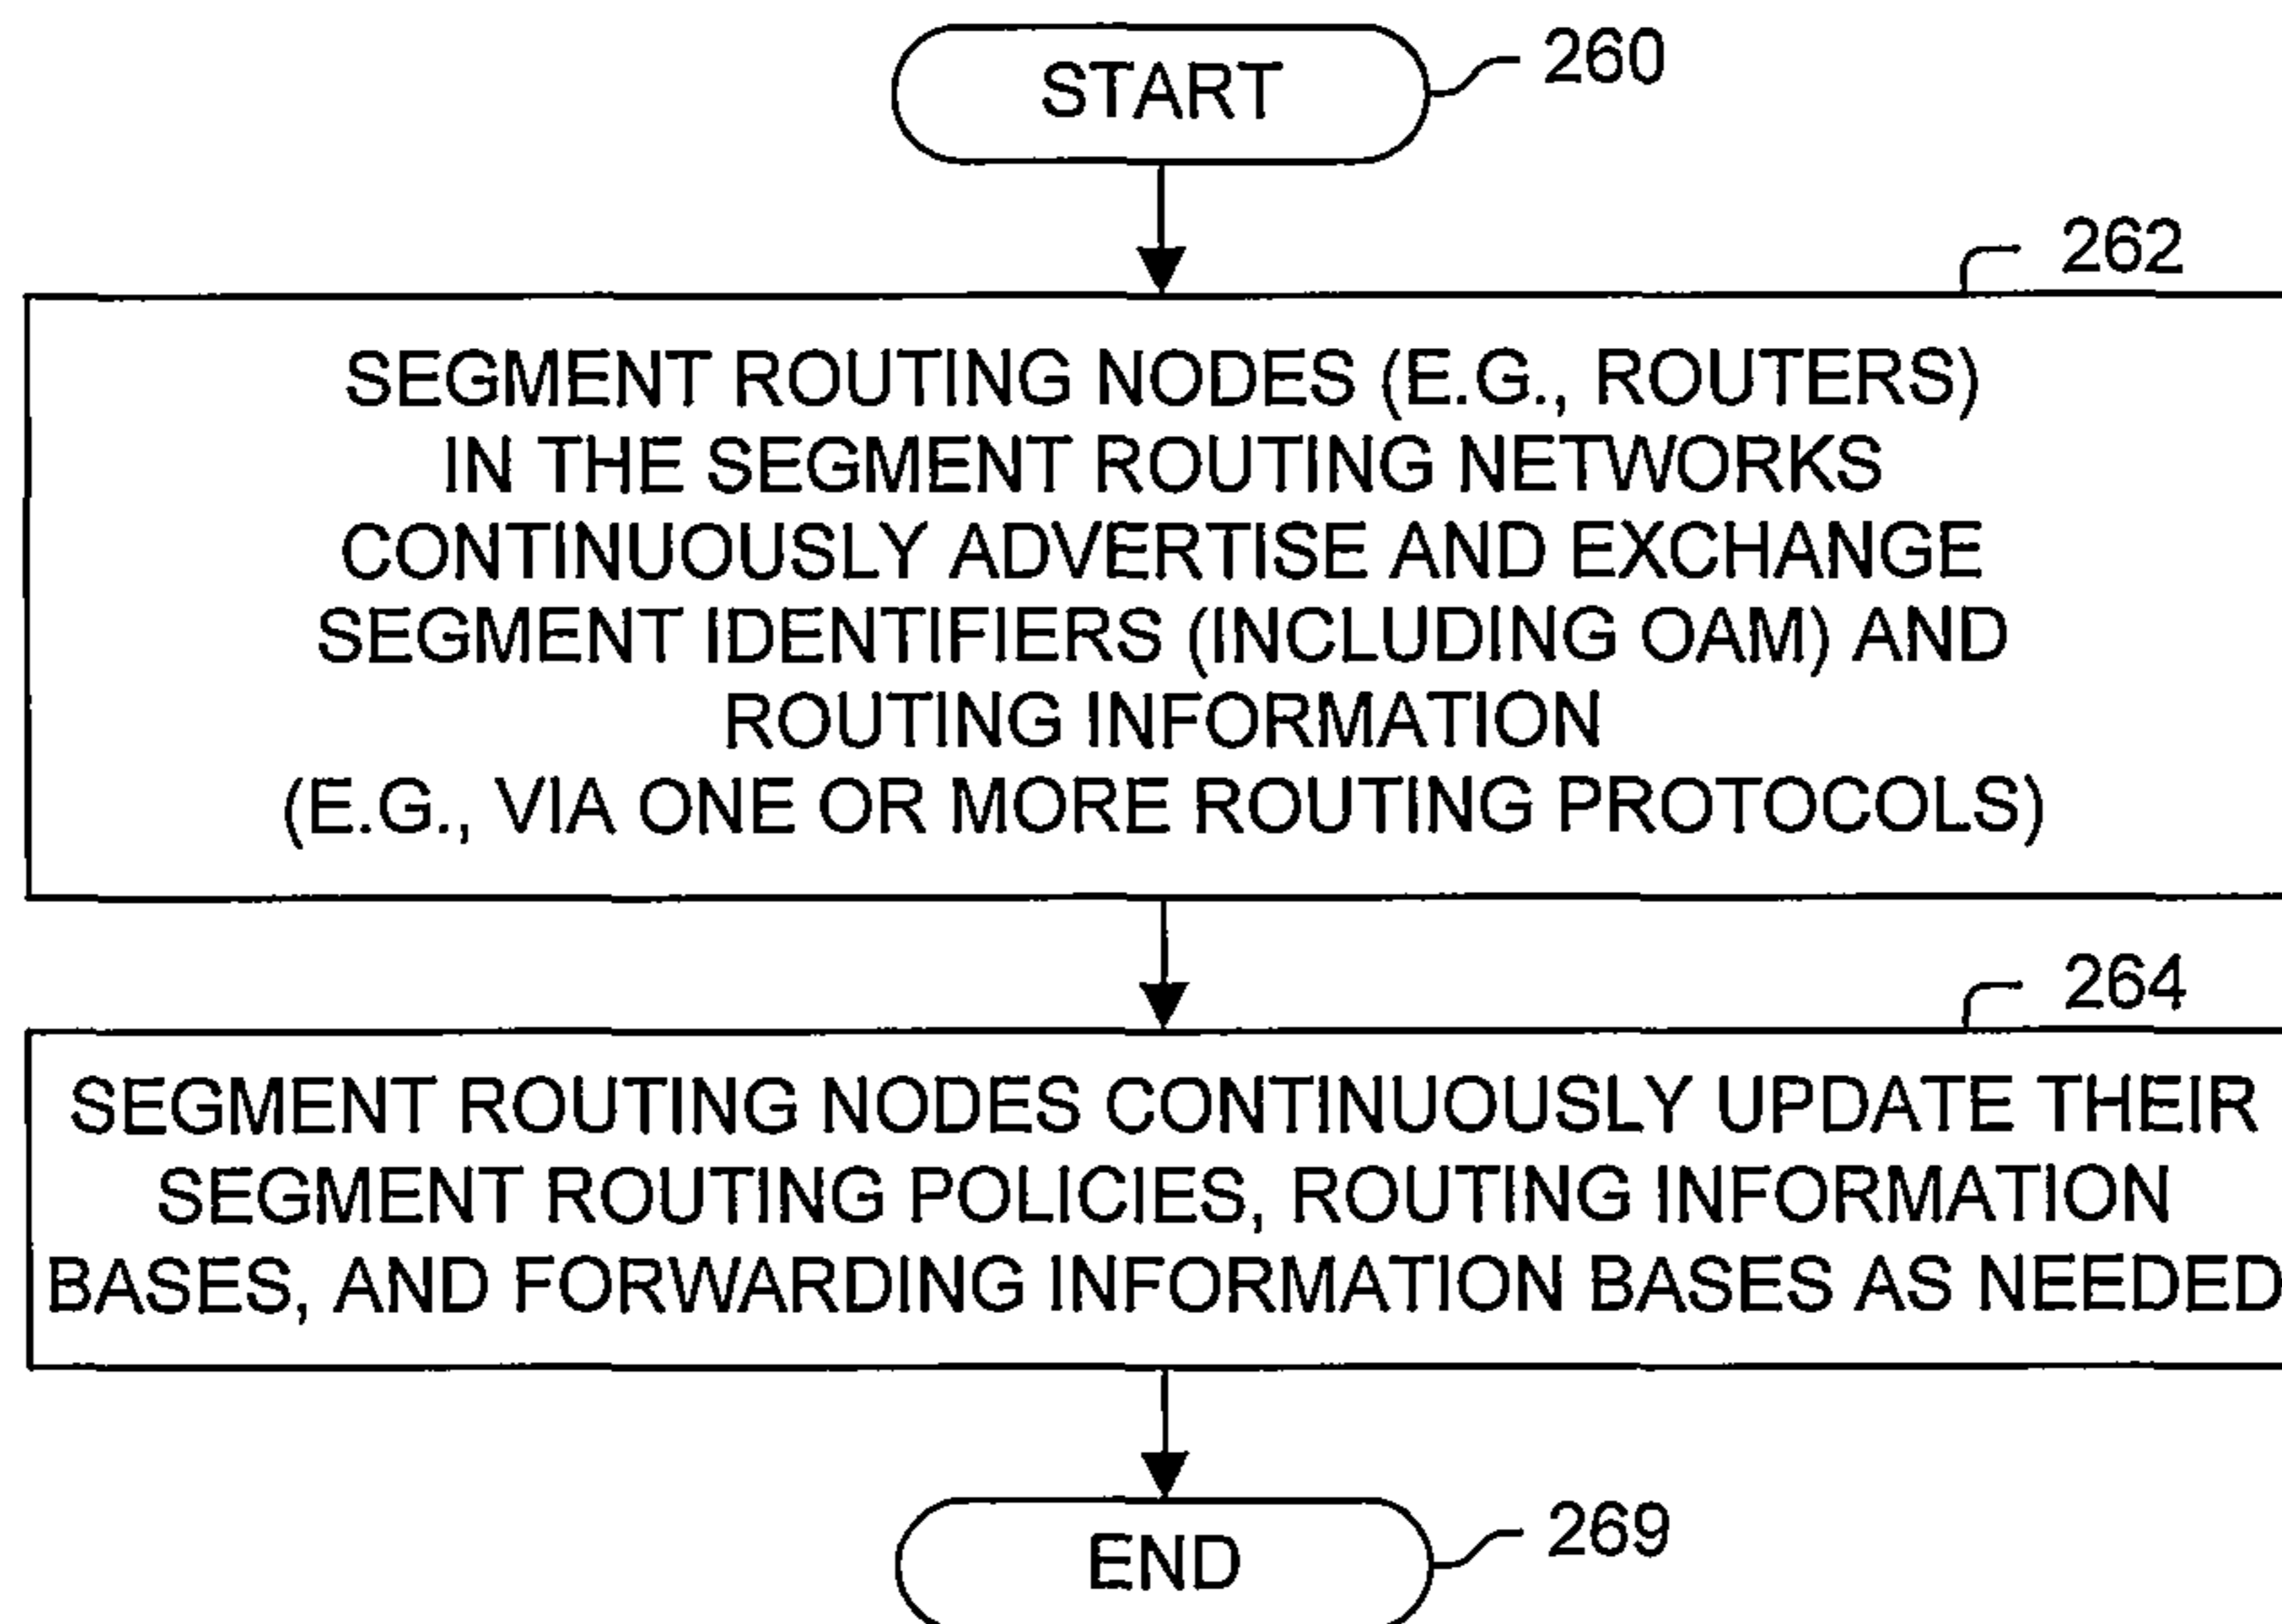 START
260
262
SEGMENT ROUTING NODES (E.G., ROUTERS)
IN THE SEGMENT ROUTING NETWORKS
CONTINUOUSLY ADVERTISE AND EXCHANGE
SEGMENT IDENTIFIERS (INCLUDING OAM) AND
ROUTING INFORMATION
(E.G., VIA ONE OR MORE ROUTING PROTOCOLS)
264
SEGMENT ROUTING NODES CONTINUOUSLY UPDATE THEIR
SEGMENT ROUTING POLICIES, ROUTING INFORMATION
BASES, AND FORWARDING INFORMATION BASES AS NEEDED
END
269